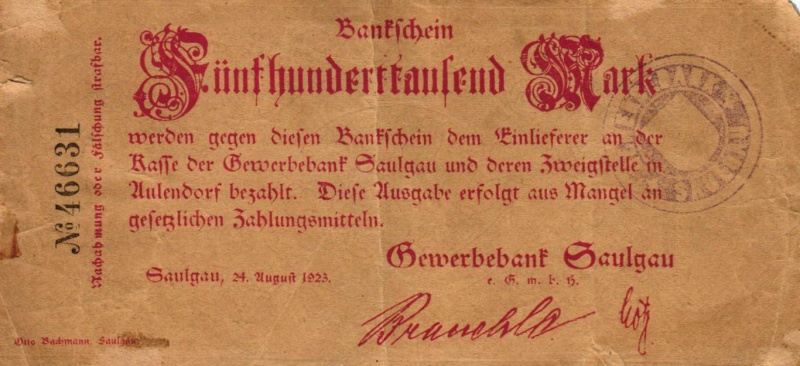 Bankschein
Fünfhunderttausend Mark
werden gegen diesen Bankschein dem Einlieferer an der
Kasse der Gewerbebank Saulgau und deren Zweigstelle in
Aulendorf bezahlt. Diese Ausgabe erfolgt aus Mangel an
gesetzlichen Zahlungsmitteln.
Gewerbebank Saulgau
e. G. m. b. H.
Saulgau, 24. August 1923.
Otto Bachmann, Saulgau.
№ 46631
Nachahmung oder Fälschung strafbar.